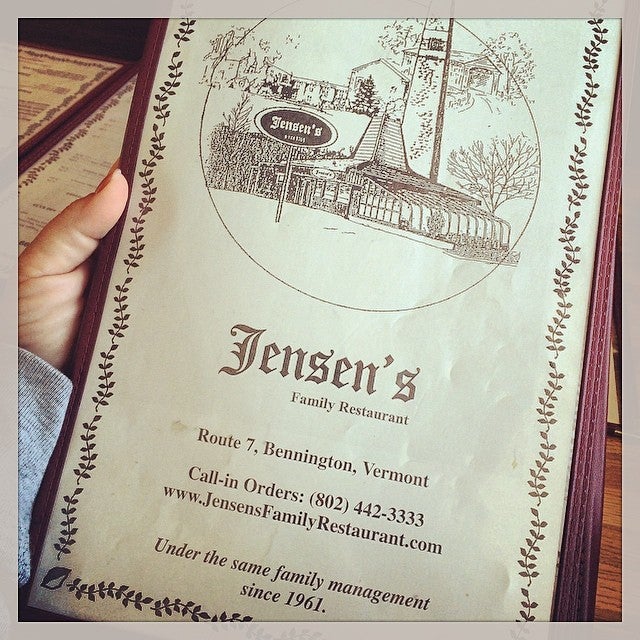 Jensen's
Jensen's
Family Restaurant
Route 7, Bennington, Vermont
Call-in Orders: (802) 442-3333
www.JensensFamilyRestaurant.com
Under the same family management
since 1961.